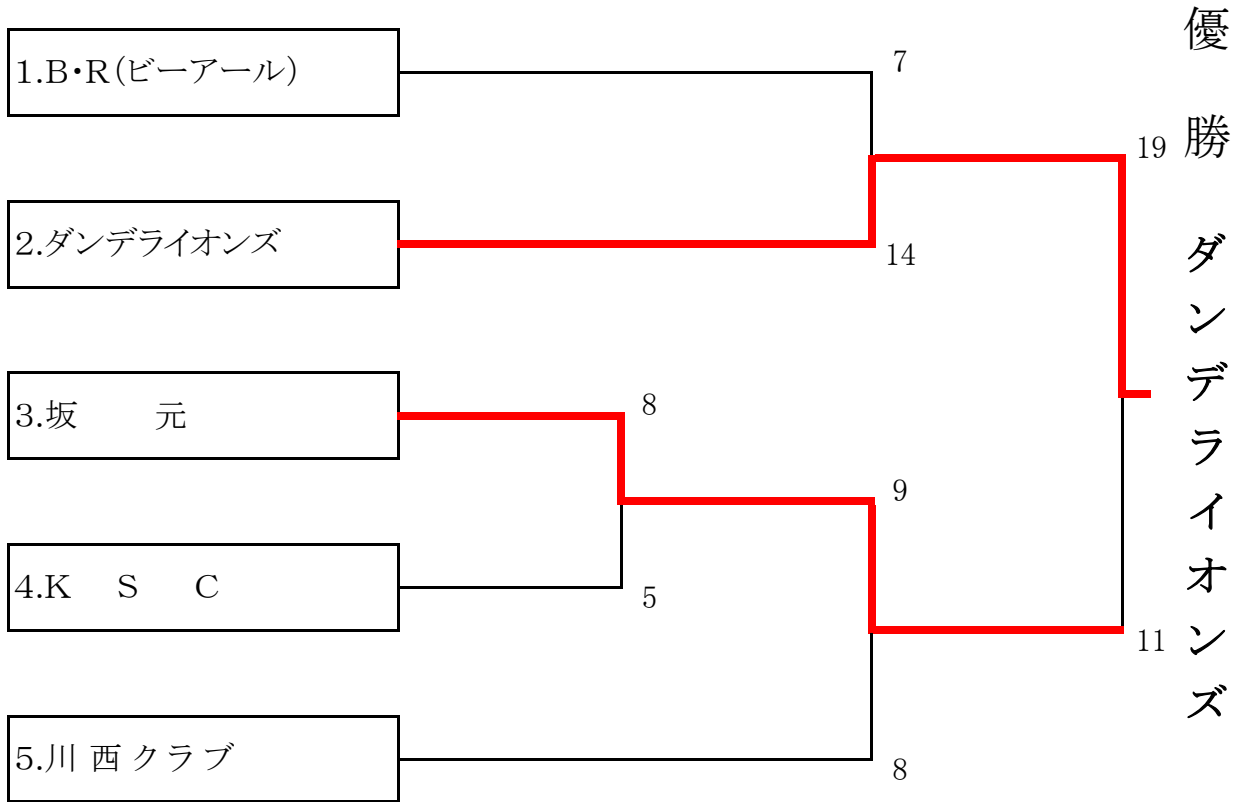 1.B・R(ビーアール)
7
2.ダンデライオンズ
14
3.坂　元
8
4.K　S　C
5
9
5.川 西 クラブ
8
19
11
優勝 ダンデライオンズ